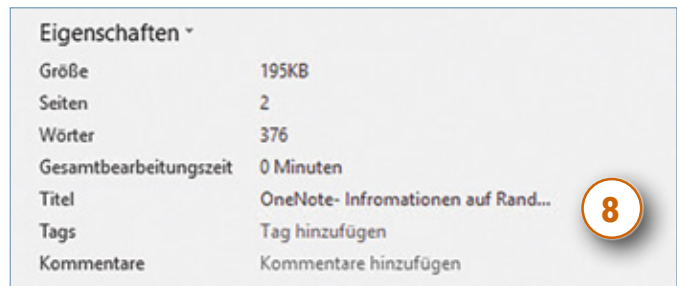 Eigenschaften
Größe 195KB
Seiten 2
Wörter 376
Gesamtbearbeitungszeit 0 Minuten
Titel OneNote- Infromationen auf Rand...
Tags Tag hinzufügen
Kommentare Kommentare hinzufügen
8